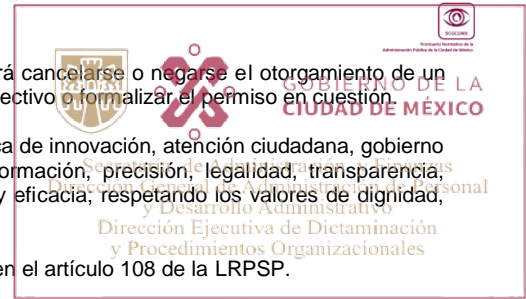 SGSCDMX
Prontuario Normativo de la
Administración Pública de la Ciudad de México
rá cancelarse o negarse el otorgamiento de un
GOBIERNO DE LA
ectivo o formalizar el permiso en cuestión.
CIUDAD DE MÉXICO
ca de innovación, atención ciudadana, gobierno
Secretaría de Administración y Finanzas
ormación, precisión, legalidad, transparencia,
Dirección General de Administración de Personal
y eficacia, respetando los valores de dignidad,
y Desarrollo Administrativo
Dirección Ejecutiva de Dictaminación
y Procedimientos Organizacionales
en el artículo 108 de la LRPSP.